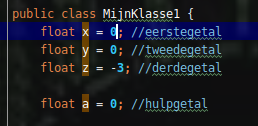 public class MijnKlasse1 {
float x = 0; //eerstegetal
float y = 0; //tweedegetal
float z = -3; //derdegetal
float a = 0; //hulpgetal